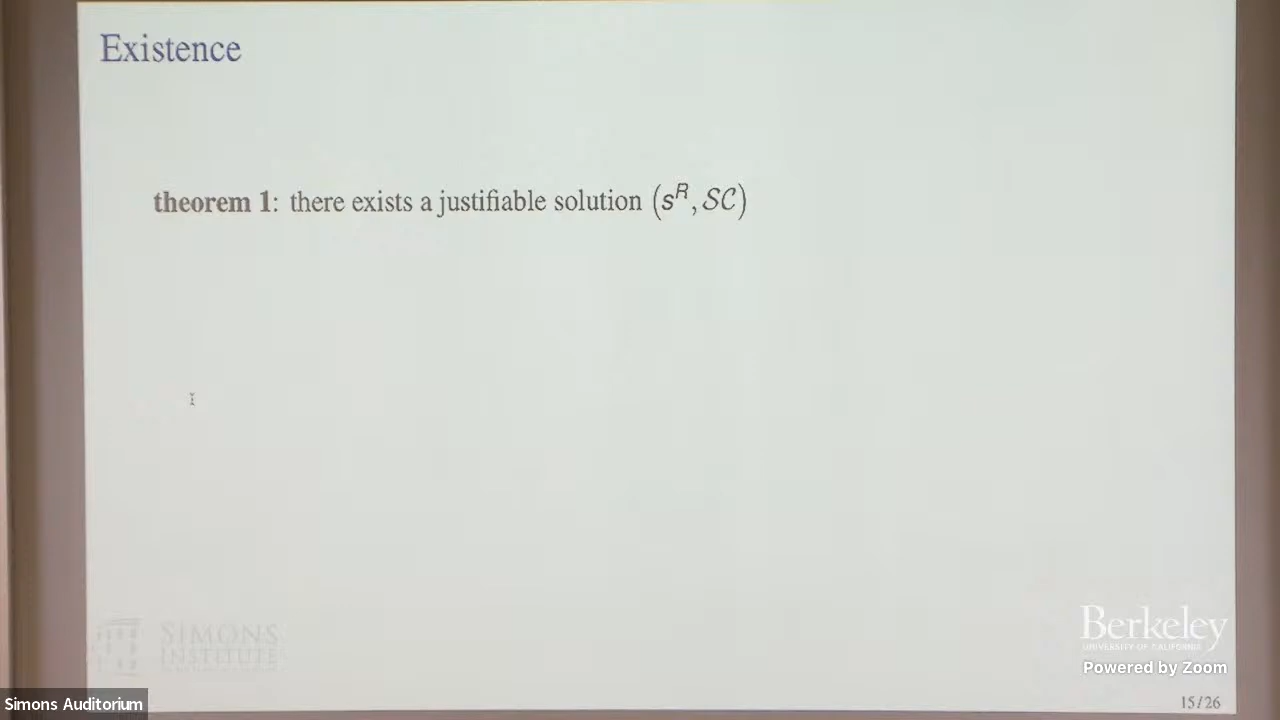 Existence
theorem 1: there exists a justifiable solution (s^R, 𝒮𝒞)
SIMONS
INSTITUTE
Berkeley
UNIVERSITY OF CALIFORNIA
Powered by Zoom
Simons Auditorium
15/26